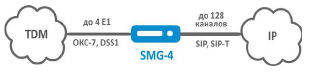 TDM
до 4 E1
ОКС-7, DSS1
SMG-4
до 128
каналов
SIP, SIP-T
IP